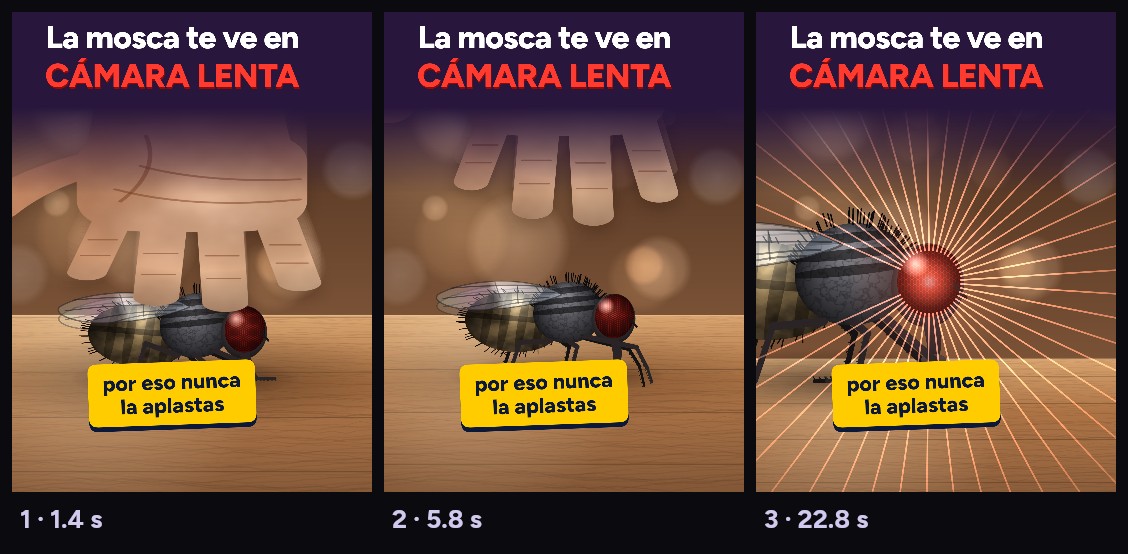 La mosca te ve en
CÁMARA LENTA
por eso nunca
la aplastas
1 · 1.4 s
La mosca te ve en
CÁMARA LENTA
por eso nunca
la aplastas
2 · 5.8 s
La mosca te ve en
CÁMARA LENTA
por eso nunca
la aplastas
3 · 22.8 s